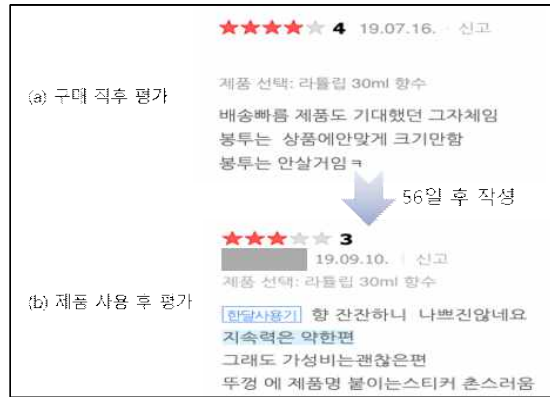 ★★★★☆ 4 19.07.16. · 신고
제품 선택: 라튤립 30ml 향수
(a) 구매 직후 평가
배송빠름 제품도 기대했던 그자체임
봉투는 상품에안맞게 크기만함
봉투는 안살거임ㅋ
56일 후 작성
★★★☆☆ 3
19.09.10. | 신고
제품 선택: 라튤립 30ml 향수
(b) 제품 사용 후 평가
한달사용기 향 잔잔하니 나쁘진않네요
지속력은 약한편
그래도 가성비는괜찮은편
뚜껑 에 제품명 붙이는스티커 촌스러움